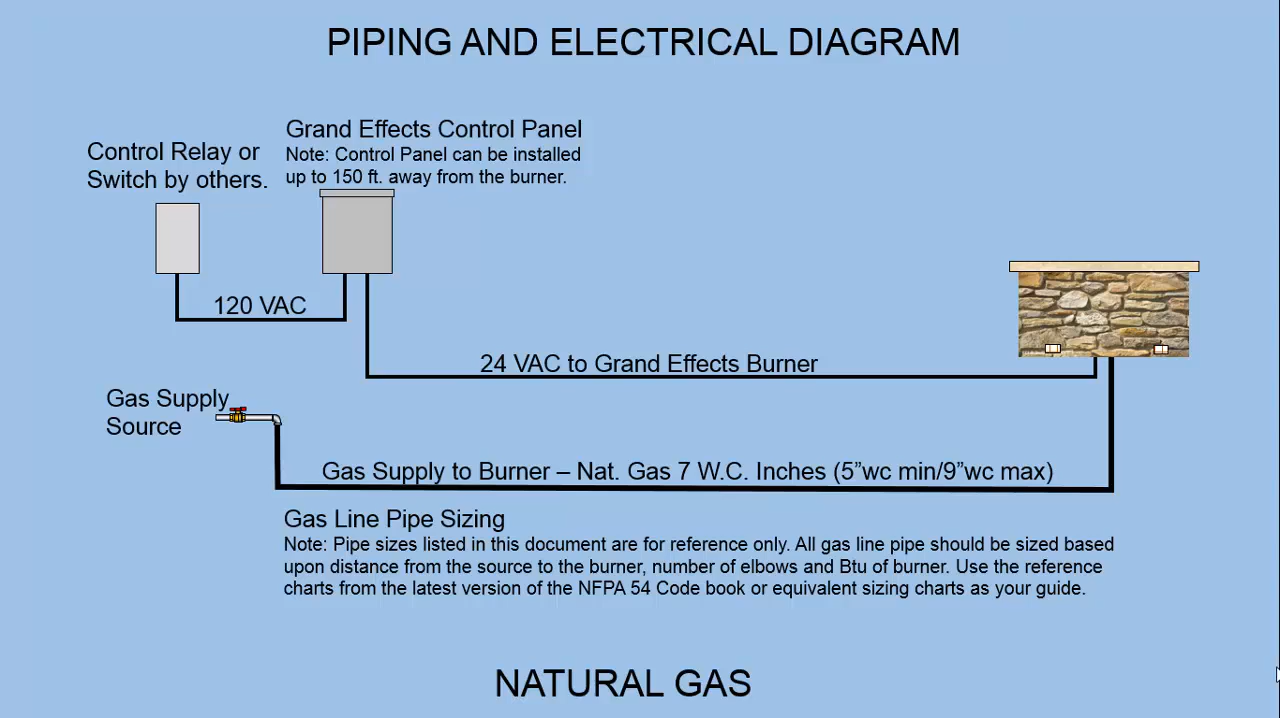 PIPING AND ELECTRICAL DIAGRAM
Grand Effects Control Panel
Note: Control Panel can be installed
up to 150 ft. away from the burner.
Control Relay or
Switch by others.
120 VAC
24 VAC to Grand Effects Burner
Gas Supply
Source
Gas Supply to Burner – Nat. Gas 7 W.C. Inches (5”wc min/9”wc max)
Gas Line Pipe Sizing
Note: Pipe sizes listed in this document are for reference only. All gas line pipe should be sized based
upon distance from the source to the burner, number of elbows and Btu of burner. Use the reference
charts from the latest version of the NFPA 54 Code book or equivalent sizing charts as your guide.
NATURAL GAS